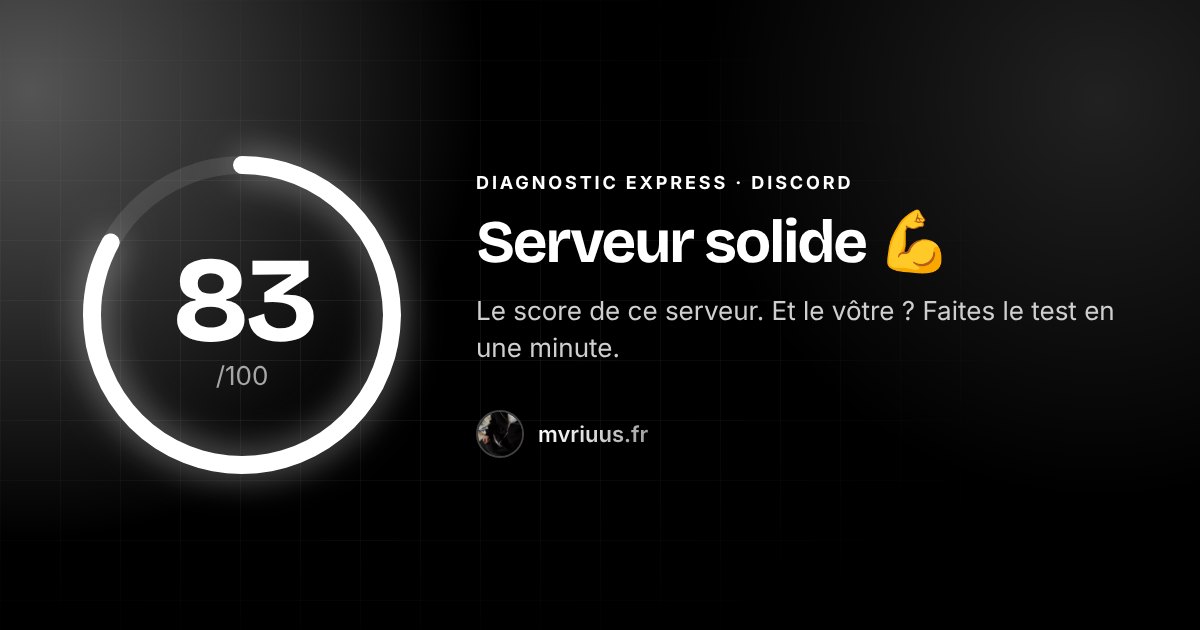 83
/100
DIAGNOSTIC EXPRESS · DISCORD
Serveur solide 💪
Le score de ce serveur. Et le vôtre ? Faites le test en
une minute.
mvriuus.fr